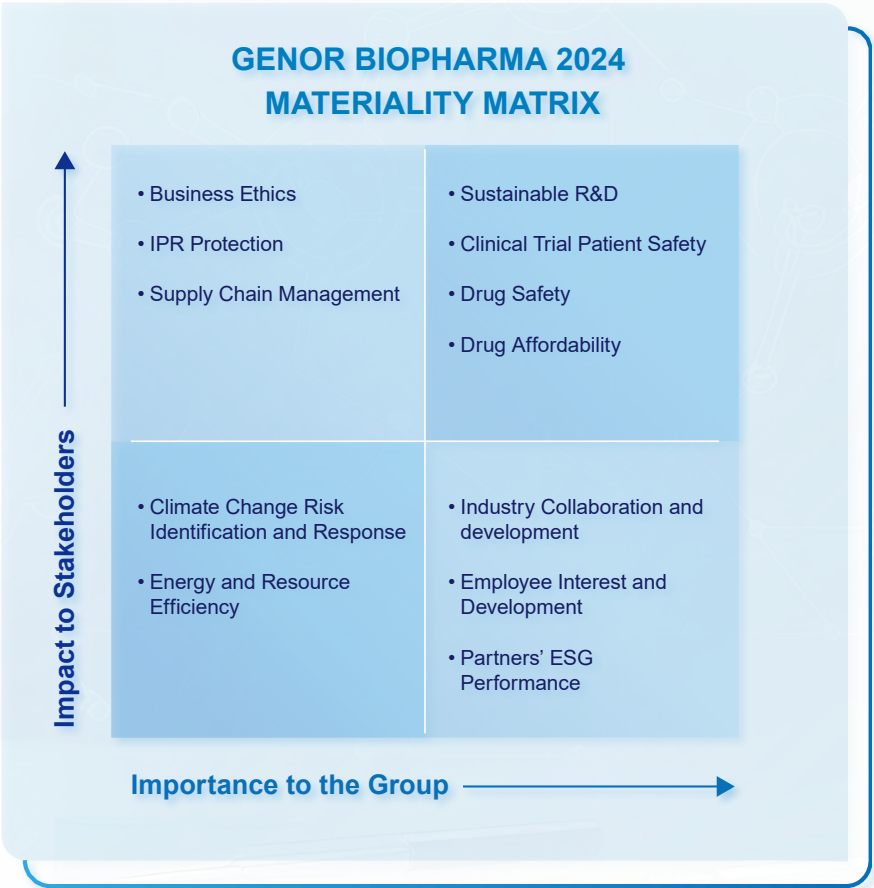 GENOR BIOPHARMA 2024
MATERIALITY MATRIX
• Business Ethics
• IPR Protection
• Supply Chain Management
• Sustainable R&D
• Clinical Trial Patient Safety
• Drug Safety
• Drug Affordability
Impact to Stakeholders
• Climate Change Risk
Identification and Response
• Energy and Resource
Efficiency
• Industry Collaboration and
development
• Employee Interest and
Development
• Partners’ ESG
Performance
Importance to the Group